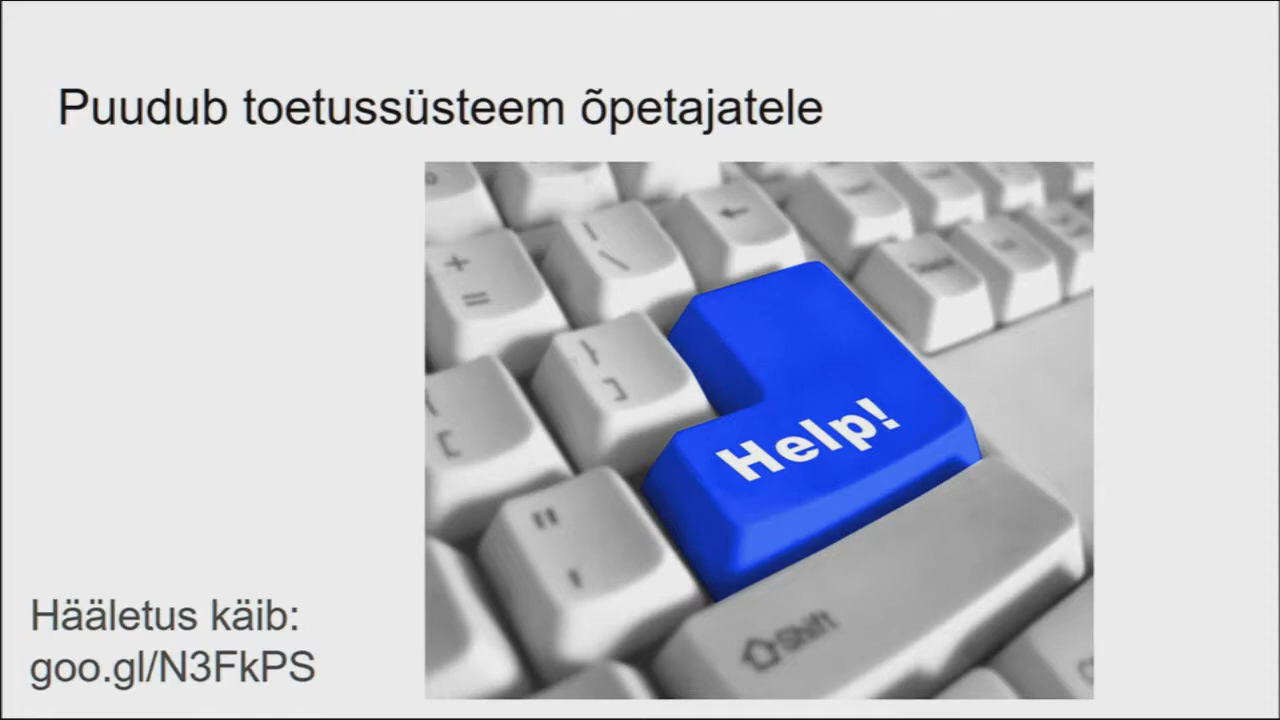 Puudub toetussüsteem õpetajatele
+
=
"
'
Help!
Shift
Hääletus käib:
goo.gl/N3FkPS